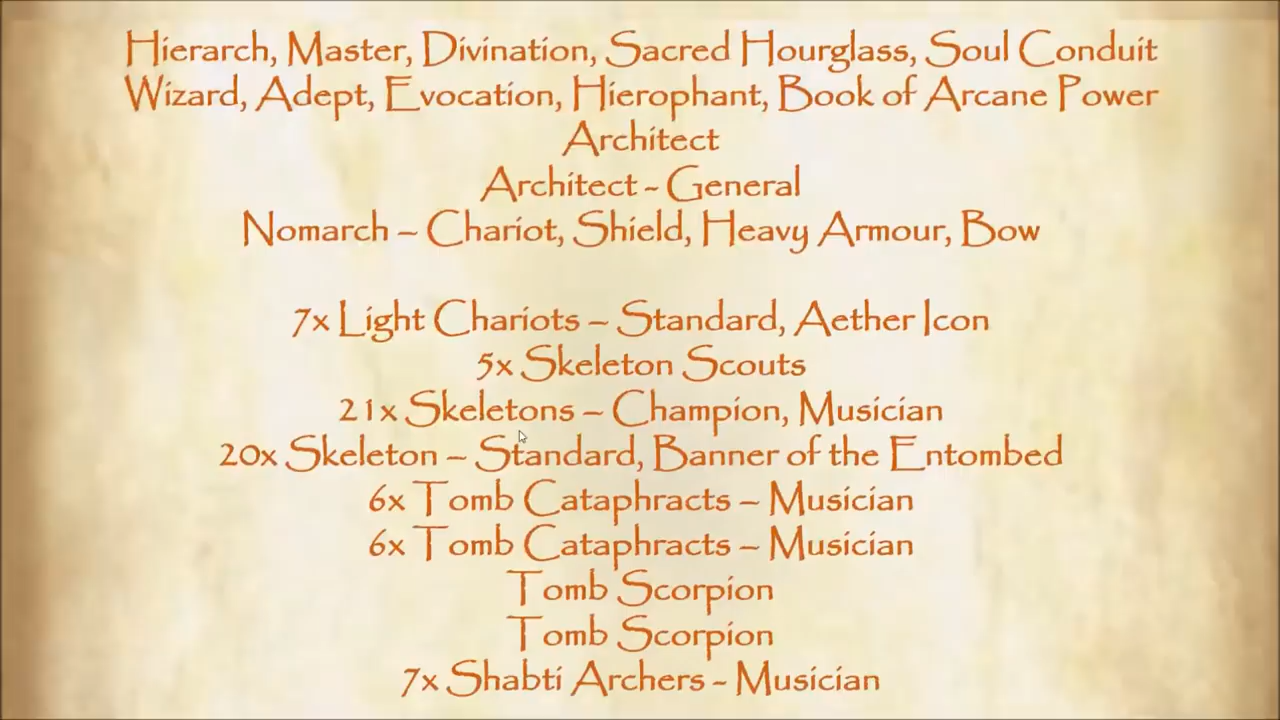 Hierarch, Master, Divination, Sacred Hourglass, Soul Conduit
Wizard, Adept, Evocation, Hierophant, Book of Arcane Power
Architect
Architect - General
Nomarch – Chariot, Shield, Heavy Armour, Bow
7x Light Chariots – Standard, Aether Icon
5x Skeleton Scouts
21x Skeletons – Champion, Musician
20x Skeleton – Standard, Banner of the Entombed
6x Tomb Cataphracts – Musician
6x Tomb Cataphracts – Musician
Tomb Scorpion
Tomb Scorpion
7x Shabti Archers - Musician